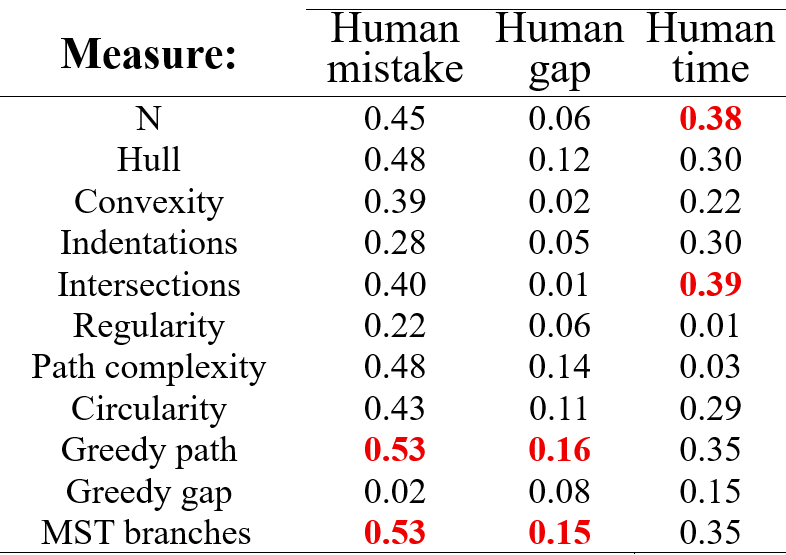 Measure: Human mistake Human gap Human time
N 0.45 0.06 0.38
Hull 0.48 0.12 0.30
Convexity 0.39 0.02 0.22
Indentations 0.28 0.05 0.30
Intersections 0.40 0.01 0.39
Regularity 0.22 0.06 0.01
Path complexity 0.48 0.14 0.03
Circularity 0.43 0.11 0.29
Greedy path 0.53 0.16 0.35
Greedy gap 0.02 0.08 0.15
MST branches 0.53 0.15 0.35